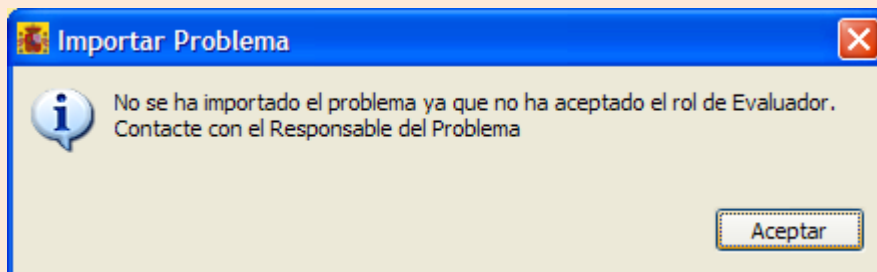 Importar Problema
No se ha importado el problema ya que no ha aceptado el rol de Evaluador.
Contacte con el Responsable del Problema
Aceptar